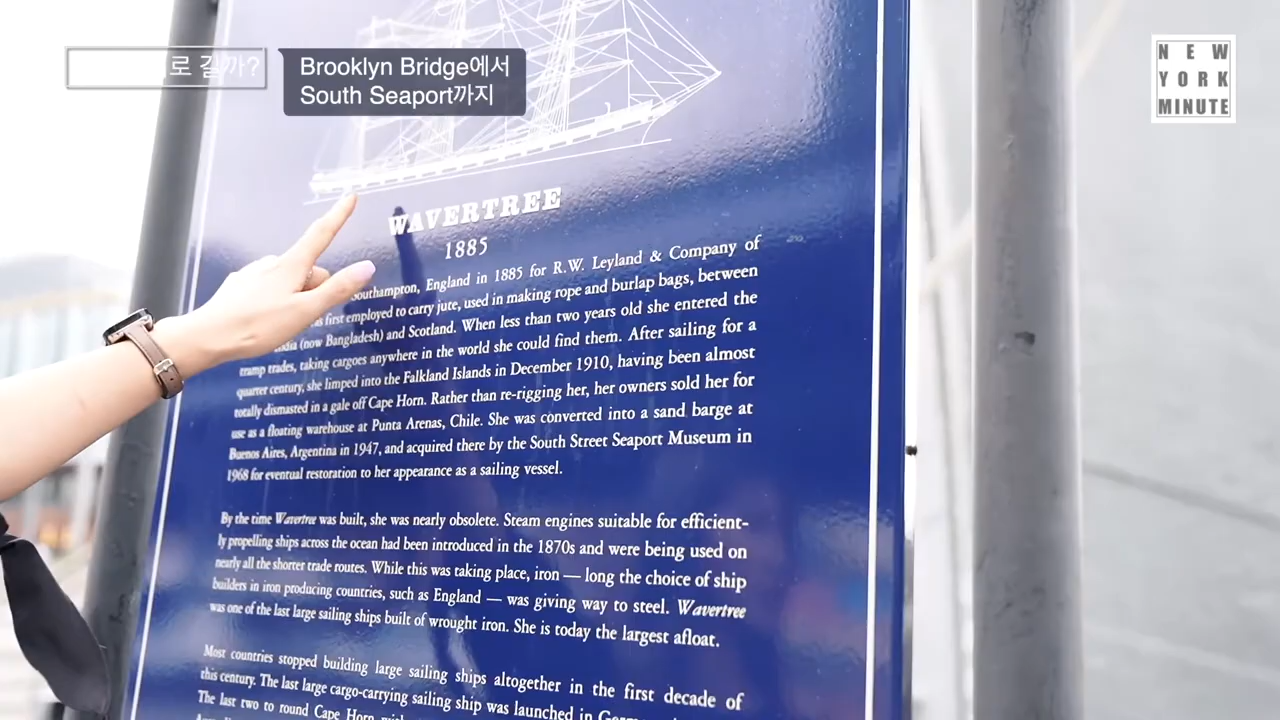 로 갈까?
Brooklyn Bridge에서
South Seaport까지
NEW
YORK
MINUTE
WAVERTREE
1885
Southampton, England in 1885 for R.W. Leyland & Company of
first employed to carry jute, used in making rope and burlap bags, between
India (now Bangladesh) and Scotland. When less than two years old she entered the
tramp trades, taking cargoes anywhere in the world she could find them. After sailing for a
quarter century, she limped into the Falkland Islands in December 1910, having been almost
totally dismasted in a gale off Cape Horn. Rather than re-rigging her, her owners sold her for
use as a floating warehouse at Punta Arenas, Chile. She was converted into a sand barge at
Buenos Aires, Argentina in 1947, and acquired there by the South Street Seaport Museum in
1968 for eventual restoration to her appearance as a sailing vessel.
By the time Wavertree was built, she was nearly obsolete. Steam engines suitable for efficient-
ly propelling ships across the ocean had been introduced in the 1870s and were being used on
nearly all the shorter trade routes. While this was taking place, iron — long the choice of ship
builders in iron producing countries, such as England — was giving way to steel. Wavertree
was one of the last large sailing ships built of wrought iron. She is today the largest afloat.
Most countries stopped building large sailing ships altogether in the first decade of
this century. The last large cargo-carrying sailing ship was launched in
The last two to round Cape Horn